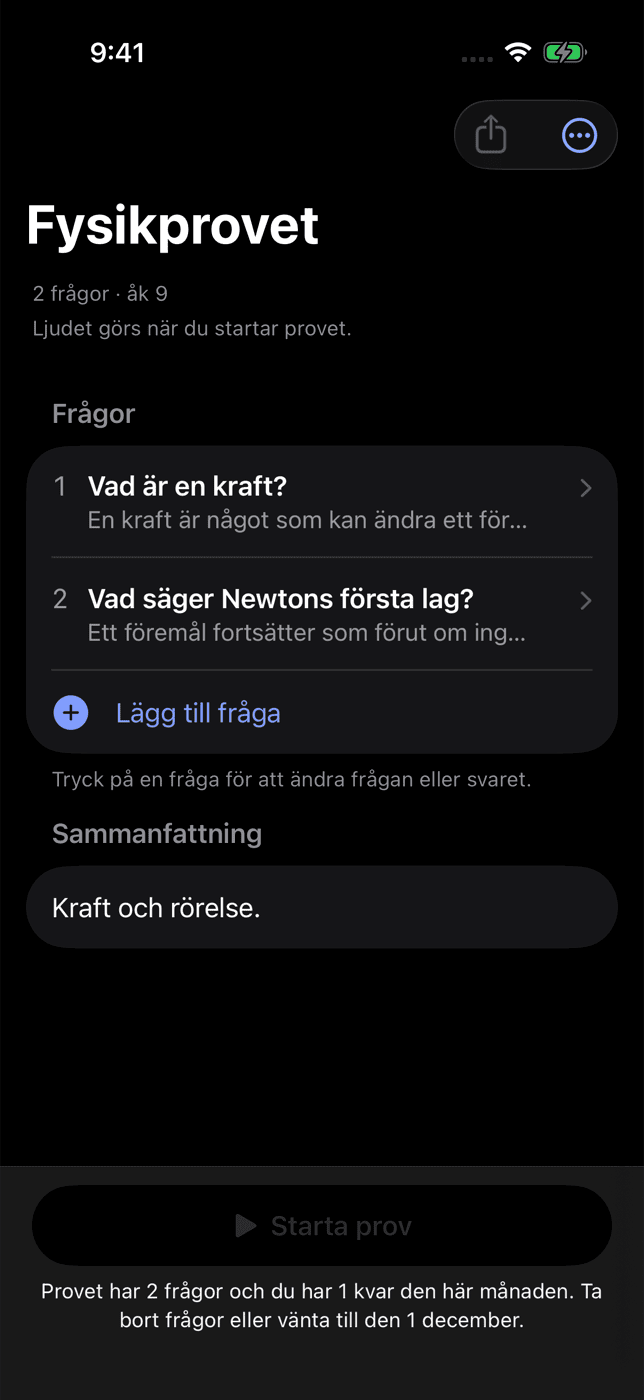 9:41
Fysikprovet
2 frågor · åk 9
Ljudet görs när du startar provet.
Frågor
1 Vad är en kraft?
En kraft är något som kan ändra ett för...
2 Vad säger Newtons första lag?
Ett föremål fortsätter som förut om ing...
Lägg till fråga
Tryck på en fråga för att ändra frågan eller svaret.
Sammanfattning
Kraft och rörelse.
Starta prov
Provet har 2 frågor och du har 1 kvar den här månaden. Ta
bort frågor eller vänta till den 1 december.